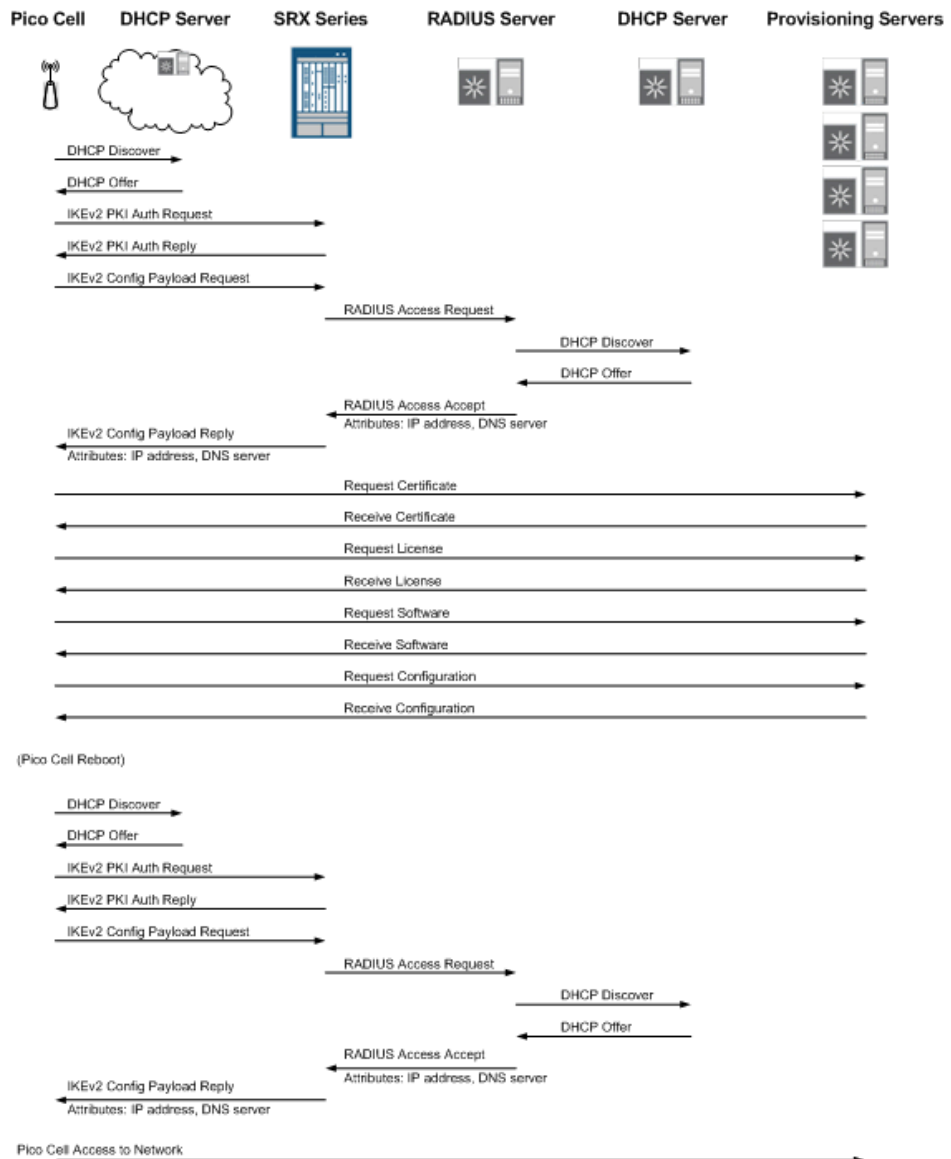 Pico Cell DHCP Server SRX Series RADIUS Server DHCP Server Provisioning Servers
DHCP Discover
DHCP Offer
IKEv2 PKI Auth Request
IKEv2 PKI Auth Reply
IKEv2 Config Payload Request
RADIUS Access Request
DHCP Discover
DHCP Offer
RADIUS Access Accept
Attributes: IP address, DNS server
IKEv2 Config Payload Reply
Attributes: IP address, DNS server
Request Certificate
Receive Certificate
Request License
Receive License
Request Software
Receive Software
Request Configuration
Receive Configuration
(Pico Cell Reboot)
DHCP Discover
DHCP Offer
IKEv2 PKI Auth Request
IKEv2 PKI Auth Reply
IKEv2 Config Payload Request
RADIUS Access Request
DHCP Discover
DHCP Offer
RADIUS Access Accept
Attributes: IP address, DNS server
IKEv2 Config Payload Reply
Attributes: IP address, DNS server
Pico Cell Access to Network